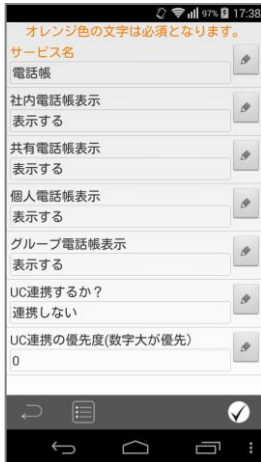 97% 17:38
オレンジ色の文字は必須となります。
サービス名
電話帳
社内電話帳表示
表示する
共有電話帳表示
表示する
個人電話帳表示
表示する
グループ電話帳表示
表示する
UC連携するか？
連携しない
UC連携の優先度(数字大が優先）
0